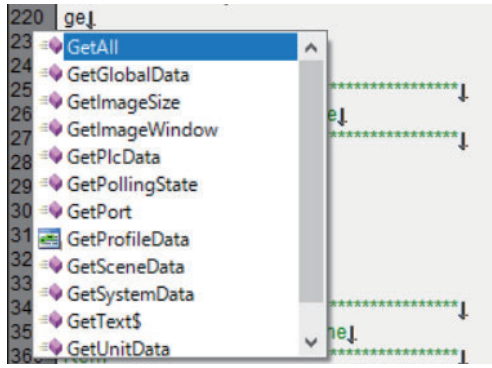 220 ge↓
23 GetAll
24 GetGlobalData
25 GetImageSize ******************↓
26 GetImageWindow e↓
27 GetPlcData ******************↓
28 GetPollingState
29 GetPort
30 GetProfileData
31 GetSceneData
32 GetSystemData
33 GetText$
34 GetUnitData ******************↓
35 ne↓
36 ******************↓